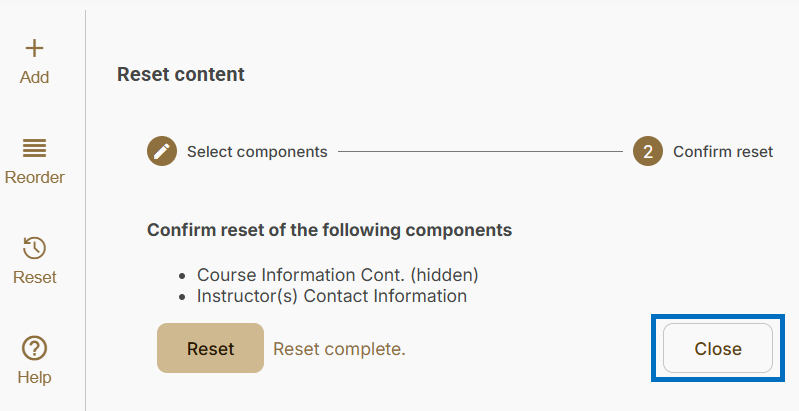 Add
Reorder
Reset
Help
Reset content
Select components
2 Confirm reset
Confirm reset of the following components
• Course Information Cont. (hidden)
• Instructor(s) Contact Information
Reset Reset complete. Close